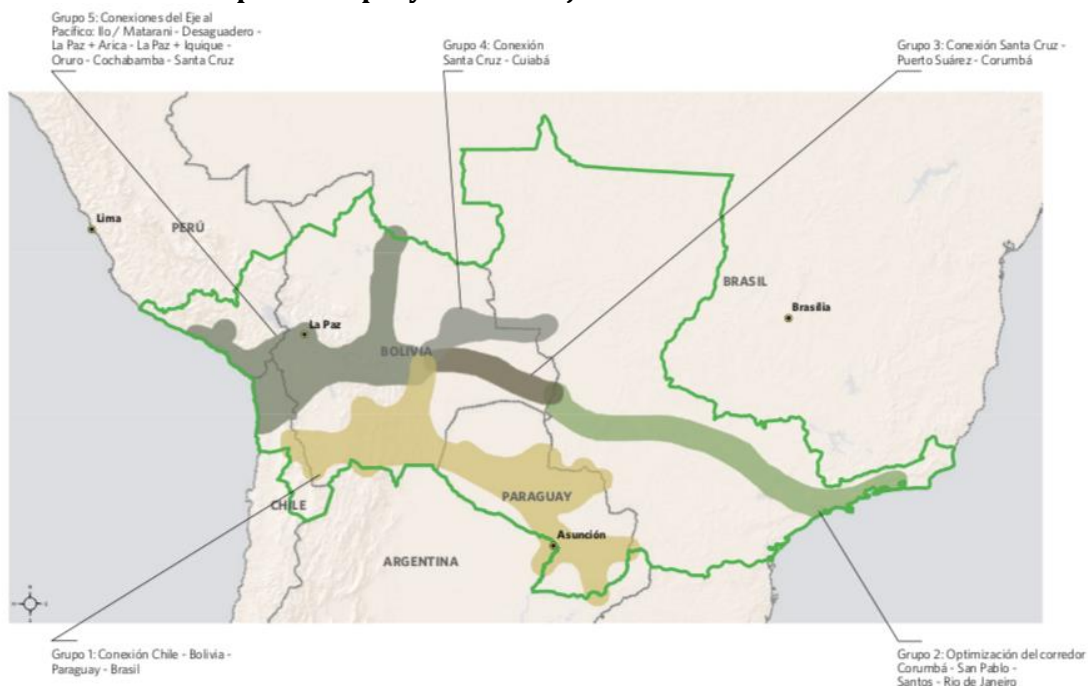 Grupo 5: Conexiones del Eje al
Pacífico: Ilo / Matarani - Desaguadero -
La Paz + Arica - La Paz + Iquique -
Oruro - Cochabamba - Santa Cruz
Grupo 4: Conexión
Santa Cruz - Cuiabá
Grupo 3: Conexión Santa Cruz -
Puerto Suárez - Corumbá
Lima
PERÚ
BRASIL
Brasilia
La Paz
BOLIVIA
PARAGUAY
CHILE
Asunción
ARGENTINA
Grupo 1: Conexión Chile - Bolivia -
Paraguay - Brasil
Grupo 2: Optimización del corredor
Corumbá - San Pablo -
Santos - Rio de Janeiro